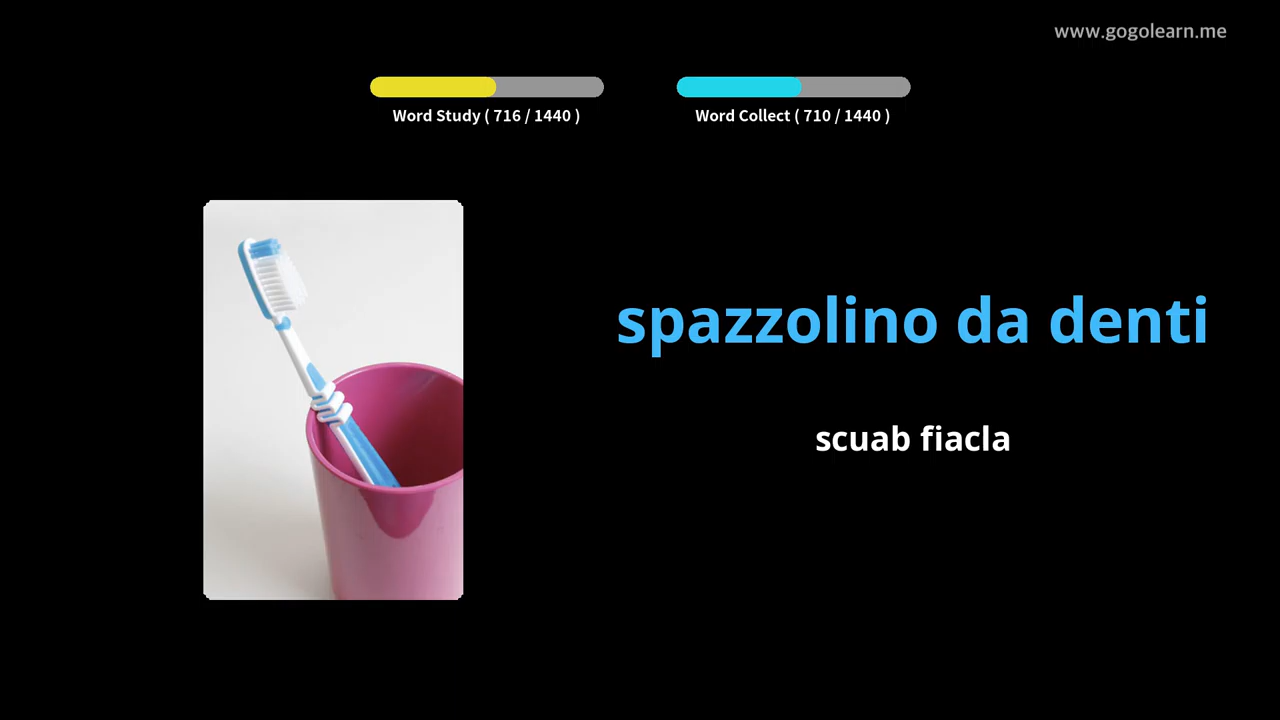 www.gogolearn.me
Word Study ( 716 / 1440 )
Word Collect ( 710 / 1440 )
spazzolino da denti
scuab fiacla